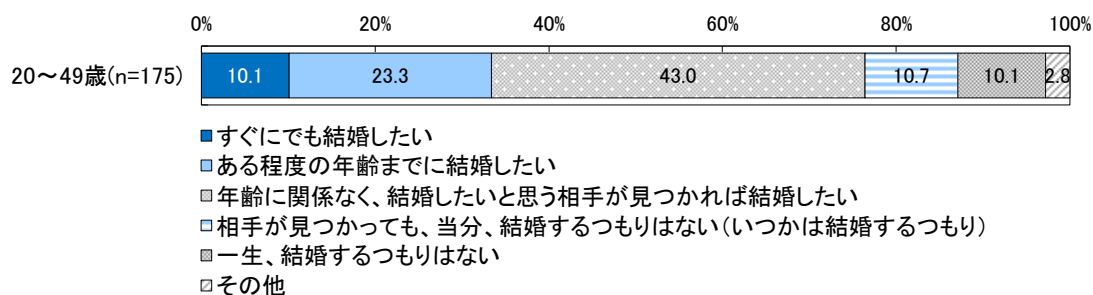 0% 20% 40% 60% 80% 100%
20～49歳(n=175) 10.1 23.3 43.0 10.7 10.1 2.8
すぐにでも結婚したい
ある程度の年齢までに結婚したい
年齢に関係なく、結婚したいと思う相手が見つかれば結婚したい
相手が見つかっても、当分、結婚するつもりはない（いつかは結婚するつもり）
一生、結婚するつもりはない
その他